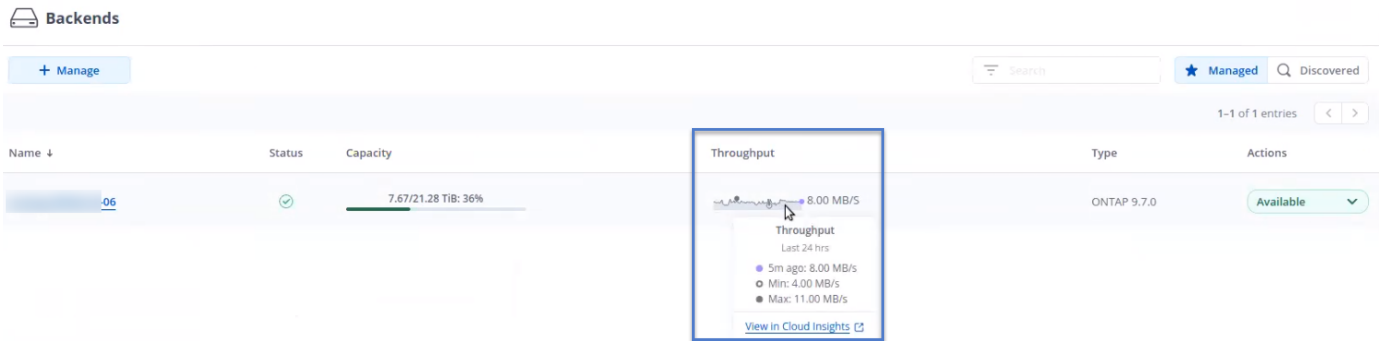 Backends
+ Manage
Search
Managed
Discovered
1–1 of 1 entries
Name ↓ Status Capacity Throughput Type Actions
-06 7.67/21.28 TiB: 36% 8.00 MB/S ONTAP 9.7.0 Available
Throughput
Last 24 hrs
5m ago: 8.00 MB/s
Min: 4.00 MB/s
Max: 11.00 MB/s
View in Cloud Insights